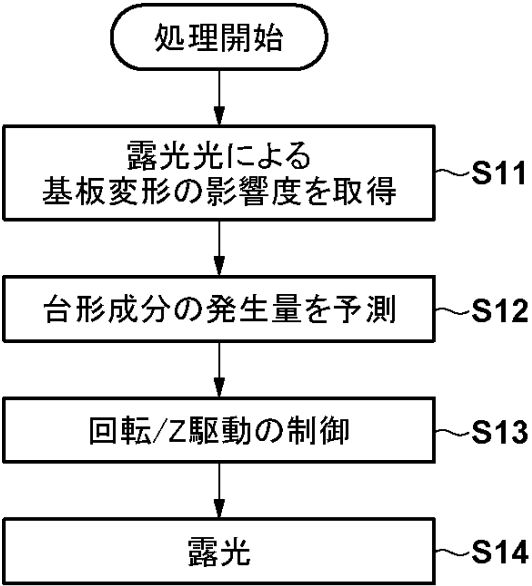 処理開始
露光光による
基板変形の影響度を取得
S11
台形成分の発生量を予測
S12
回転/Z駆動の制御
S13
露光
S14